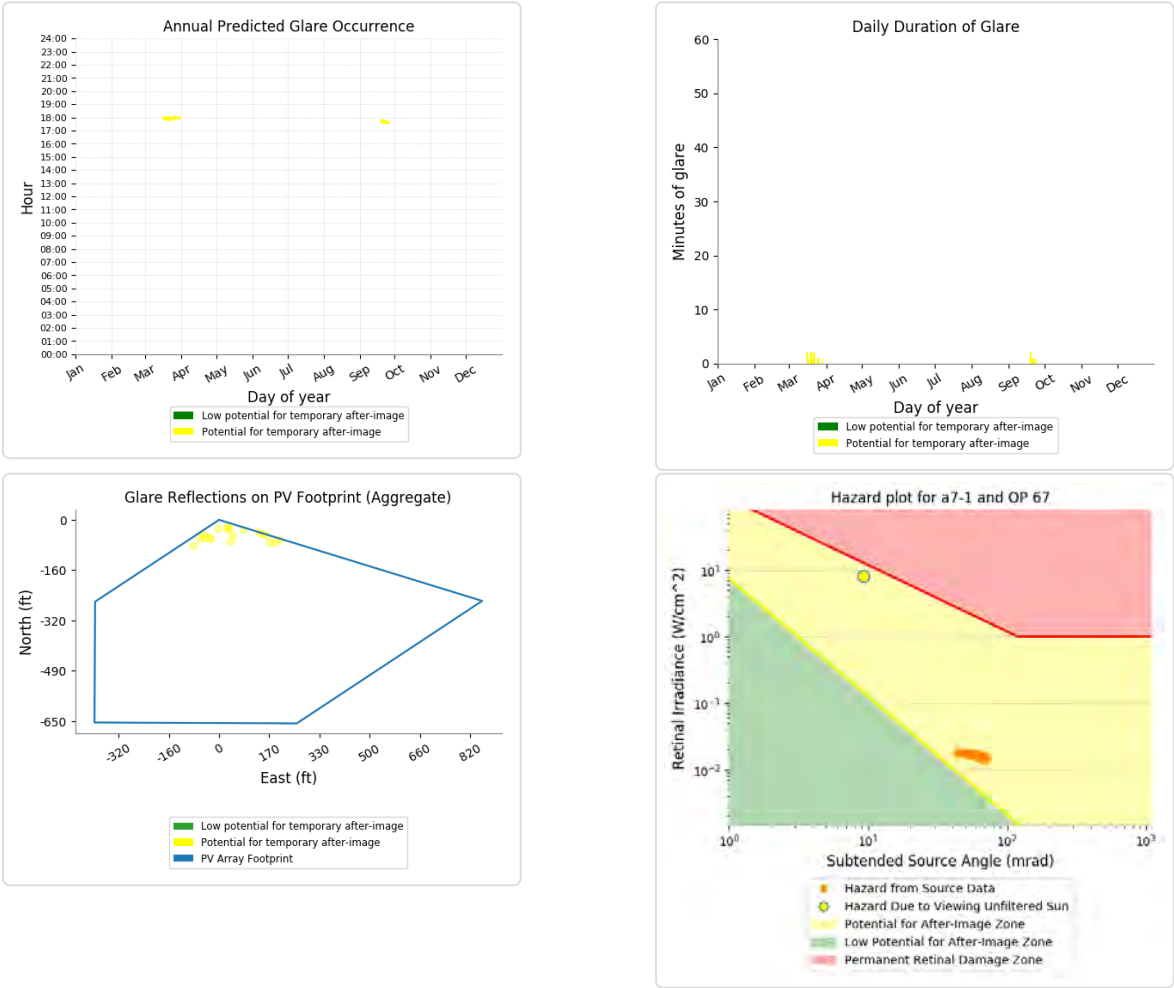 Annual Predicted Glare Occurrence
24:00
23:00
22:00
21:00
20:00
19:00
18:00
17:00
16:00
15:00
14:00
13:00
12:00
11:00
10:00
09:00
08:00
07:00
06:00
05:00
04:00
03:00
02:00
01:00
00:00
Hour
Jan Feb Mar Apr May Jun Jul Aug Sep Oct Nov Dec
Day of year
Low potential for temporary after-image
Potential for temporary after-image
Daily Duration of Glare
60
50
40
30
20
10
0
Minutes of glare
Jan Feb Mar Apr May Jun Jul Aug Sep Oct Nov Dec
Day of year
Low potential for temporary after-image
Potential for temporary after-image
Glare Reflections on PV Footprint (Aggregate)
0
-160
-320
-490
-650
North (ft)
-320 -160 0 170 330 500 660 820
East (ft)
Low potential for temporary after-image
Potential for temporary after-image
PV Array Footprint
Hazard plot for a7-1 and OP 67
10¹
10⁰
10⁻¹
10⁻²
Retinal Irradiance (W/cm^2)
10⁰ 10¹ 10² 10³
Subtended Source Angle (mrad)
Hazard from Source Data
Hazard Due to Viewing Unfiltered Sun
Potential for After-Image Zone
Low Potential for After-Image Zone
Permanent Retinal Damage Zone